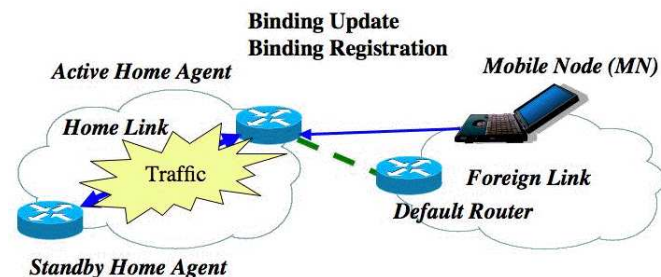 Binding Update
Binding Registration
Active Home Agent
Mobile Node (MN)
Home Link
Traffic
Foreign Link
Default Router
Standby Home Agent